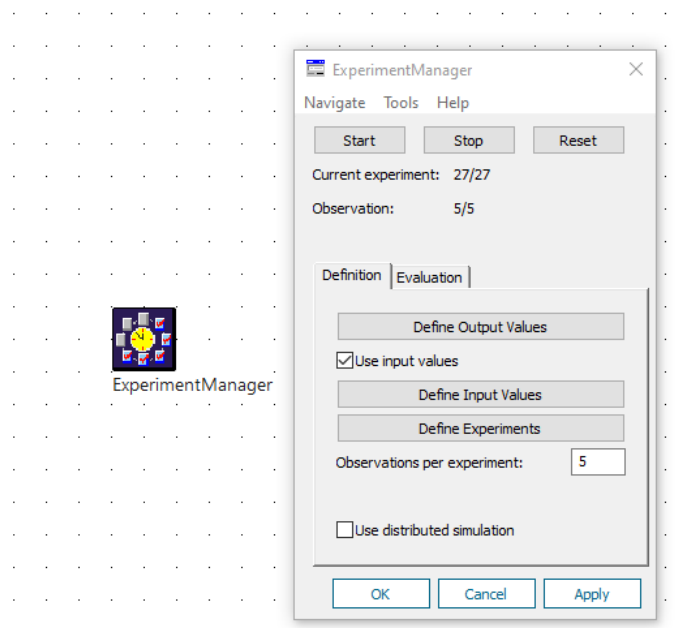 ExperimentManager
Navigate Tools Help
Start Stop Reset
Current experiment: 27/27
Observation: 5/5
Definition Evaluation
Define Output Values
Use input values
ExperimentManager
Define Input Values
Define Experiments
Observations per experiment: 5
Use distributed simulation
OK Cancel Apply